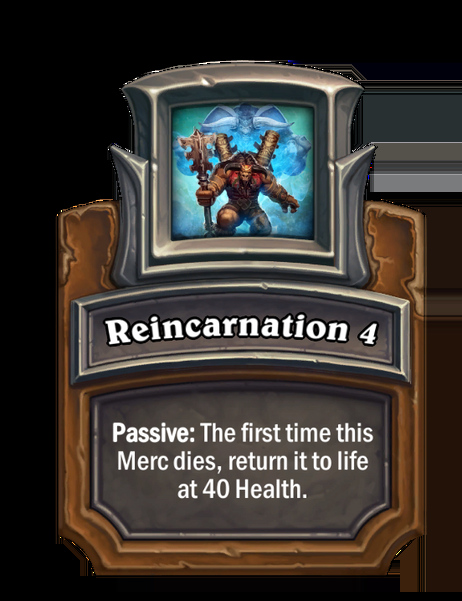 Reincarnation 4
Passive: The first time this
Merc dies, return it to life
at 40 Health.